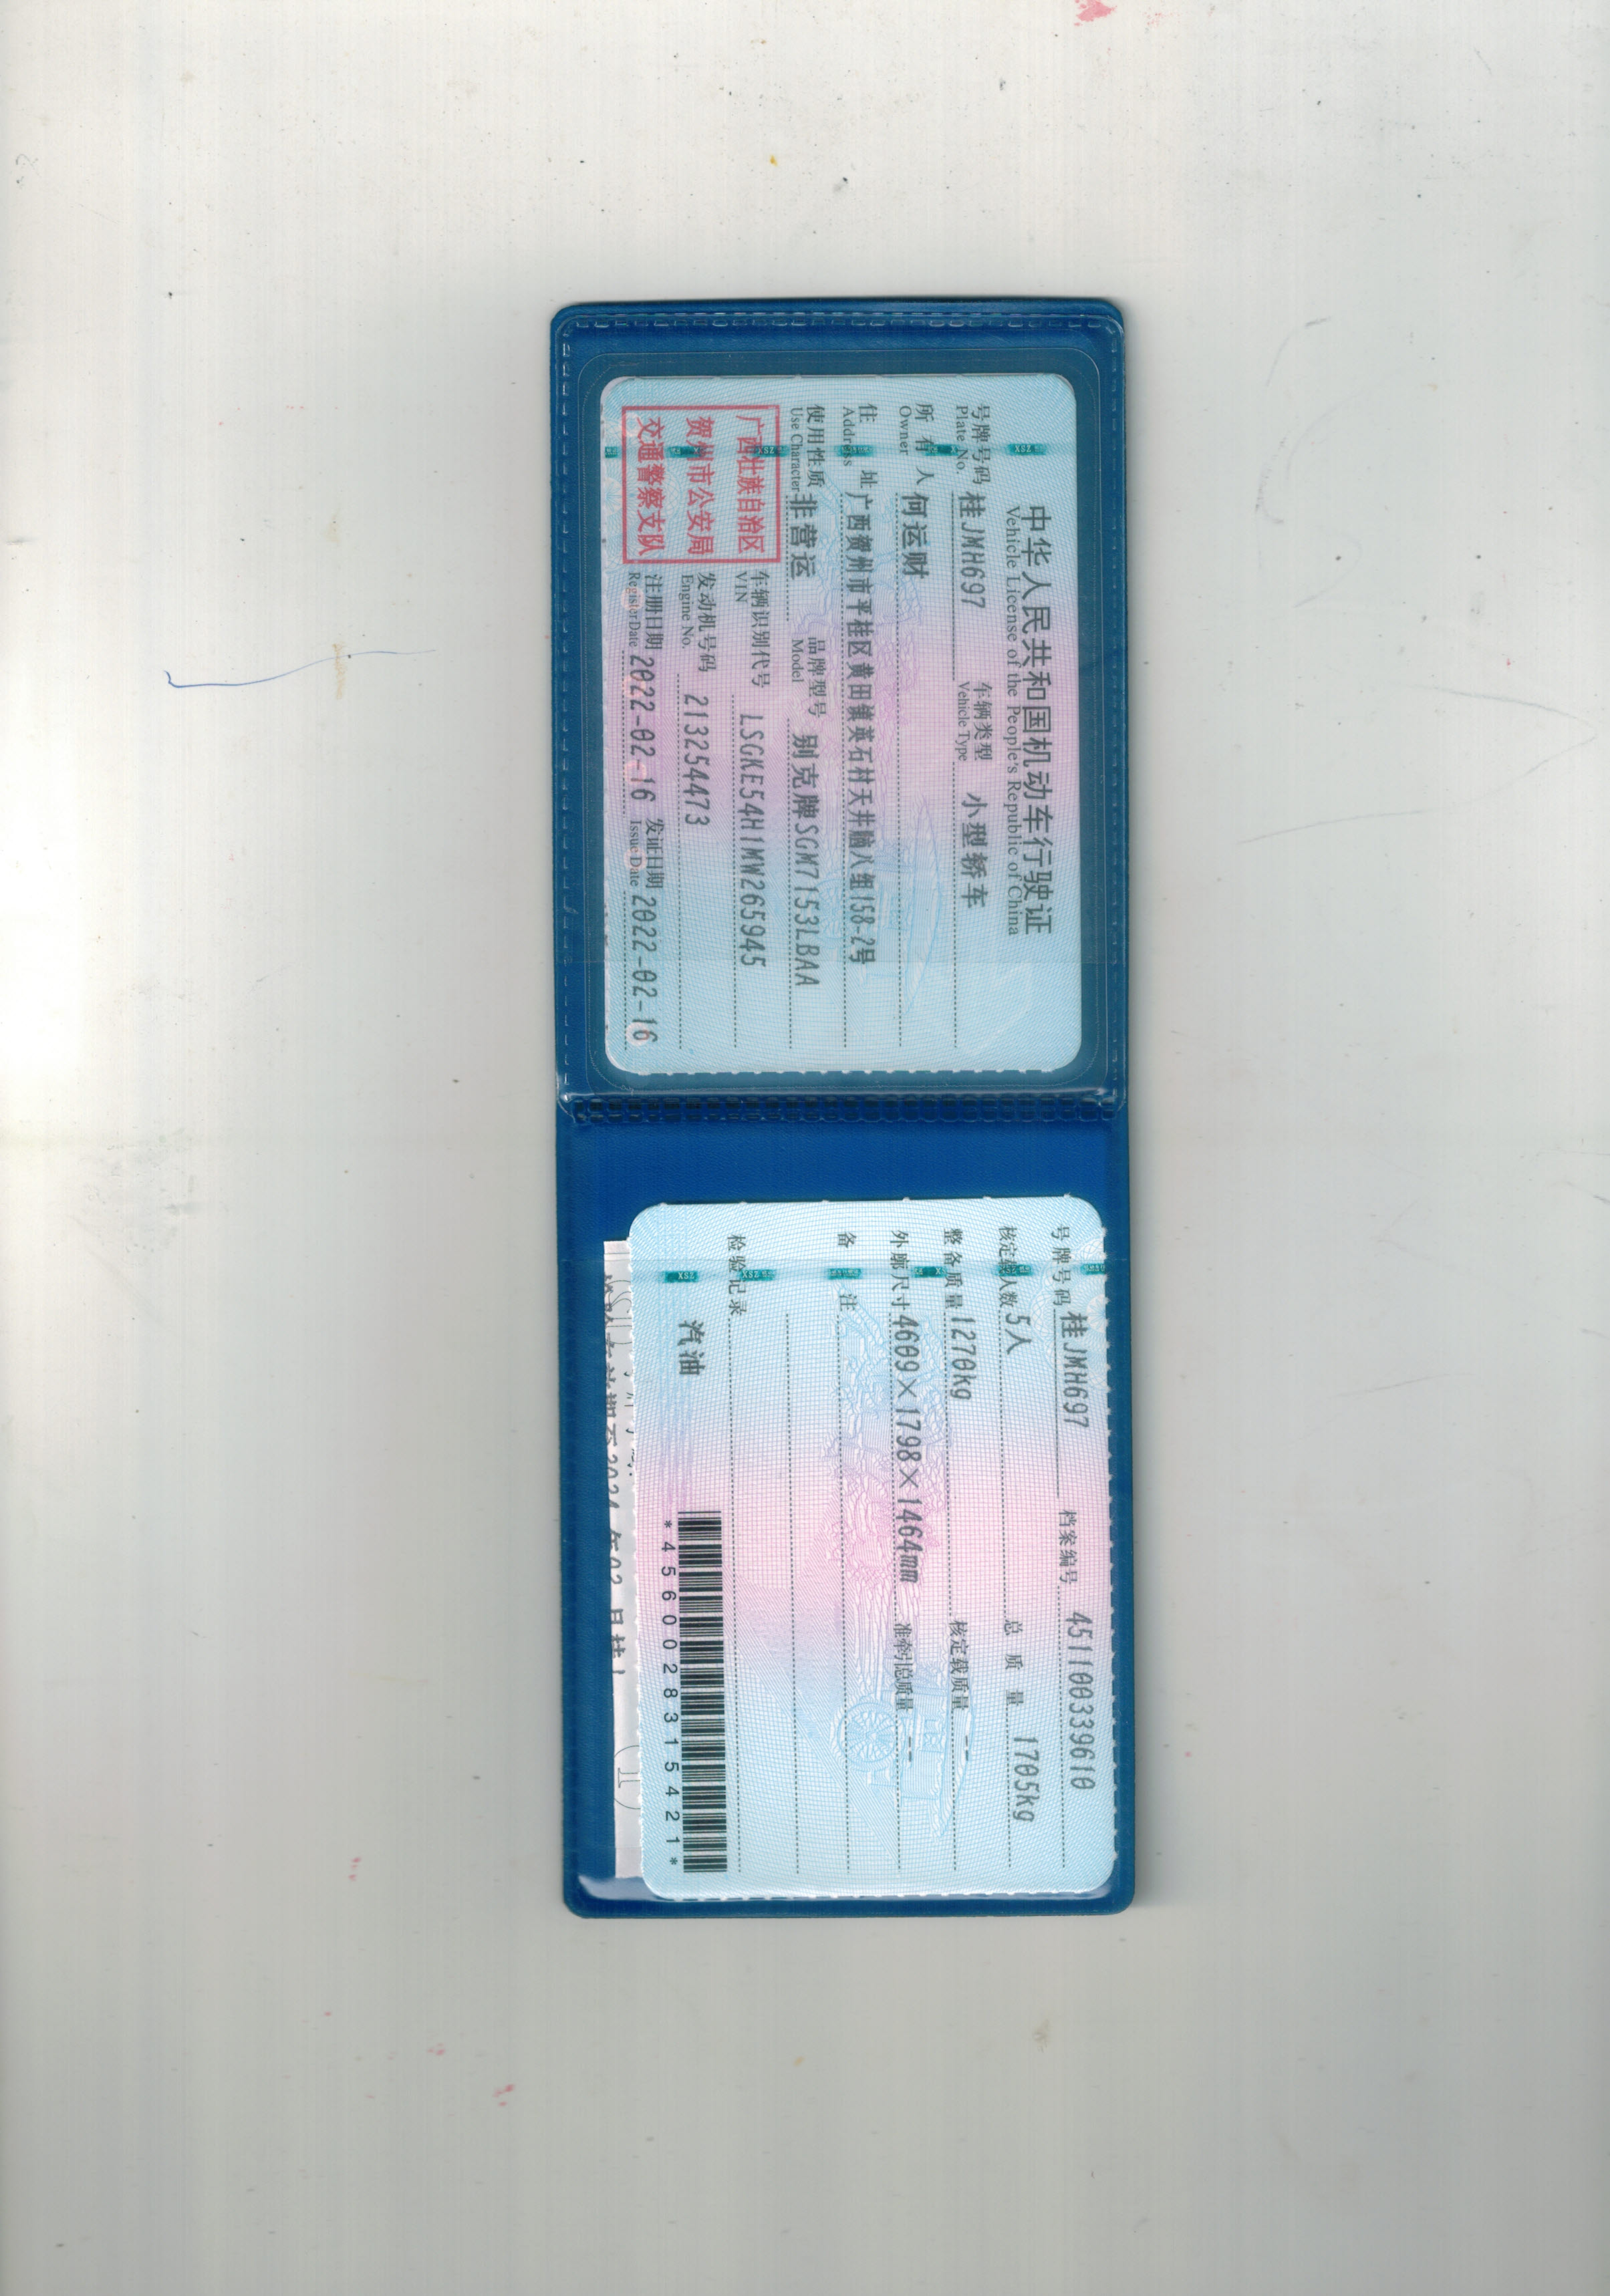 中华人民共和国机动车行驶证
Vehicle License of the People's Republic of China
号牌号码 桂JMH697 车辆类型 小型轿车
Plate No. Vehicle Type
所有人 何运财
Owner
住址 广西贺州市平桂区黄田镇英石村天井脑八组158-2号
Address
使用性质 非营运 品牌型号 别克牌SGM7153LBAA
Use Character Model
广西壮族自治区
贺州市公安局
交通警察支队
车辆识别代号 LSGKE54H1MW265945
VIN
发动机号码 213254473
Engine No.
注册日期 2022-02-16 发证日期 2022-02-16
Register Date Issue Date
号牌号码 桂JMH697 档案编号 451100339610
核定载人数 5人 总质量 1705kg
整备质量 1270kg 核定载质量 --
外廓尺寸 4609×1798×1464mm 准牵引总质量 --
备注
检验记录
汽油
*4560028315421*